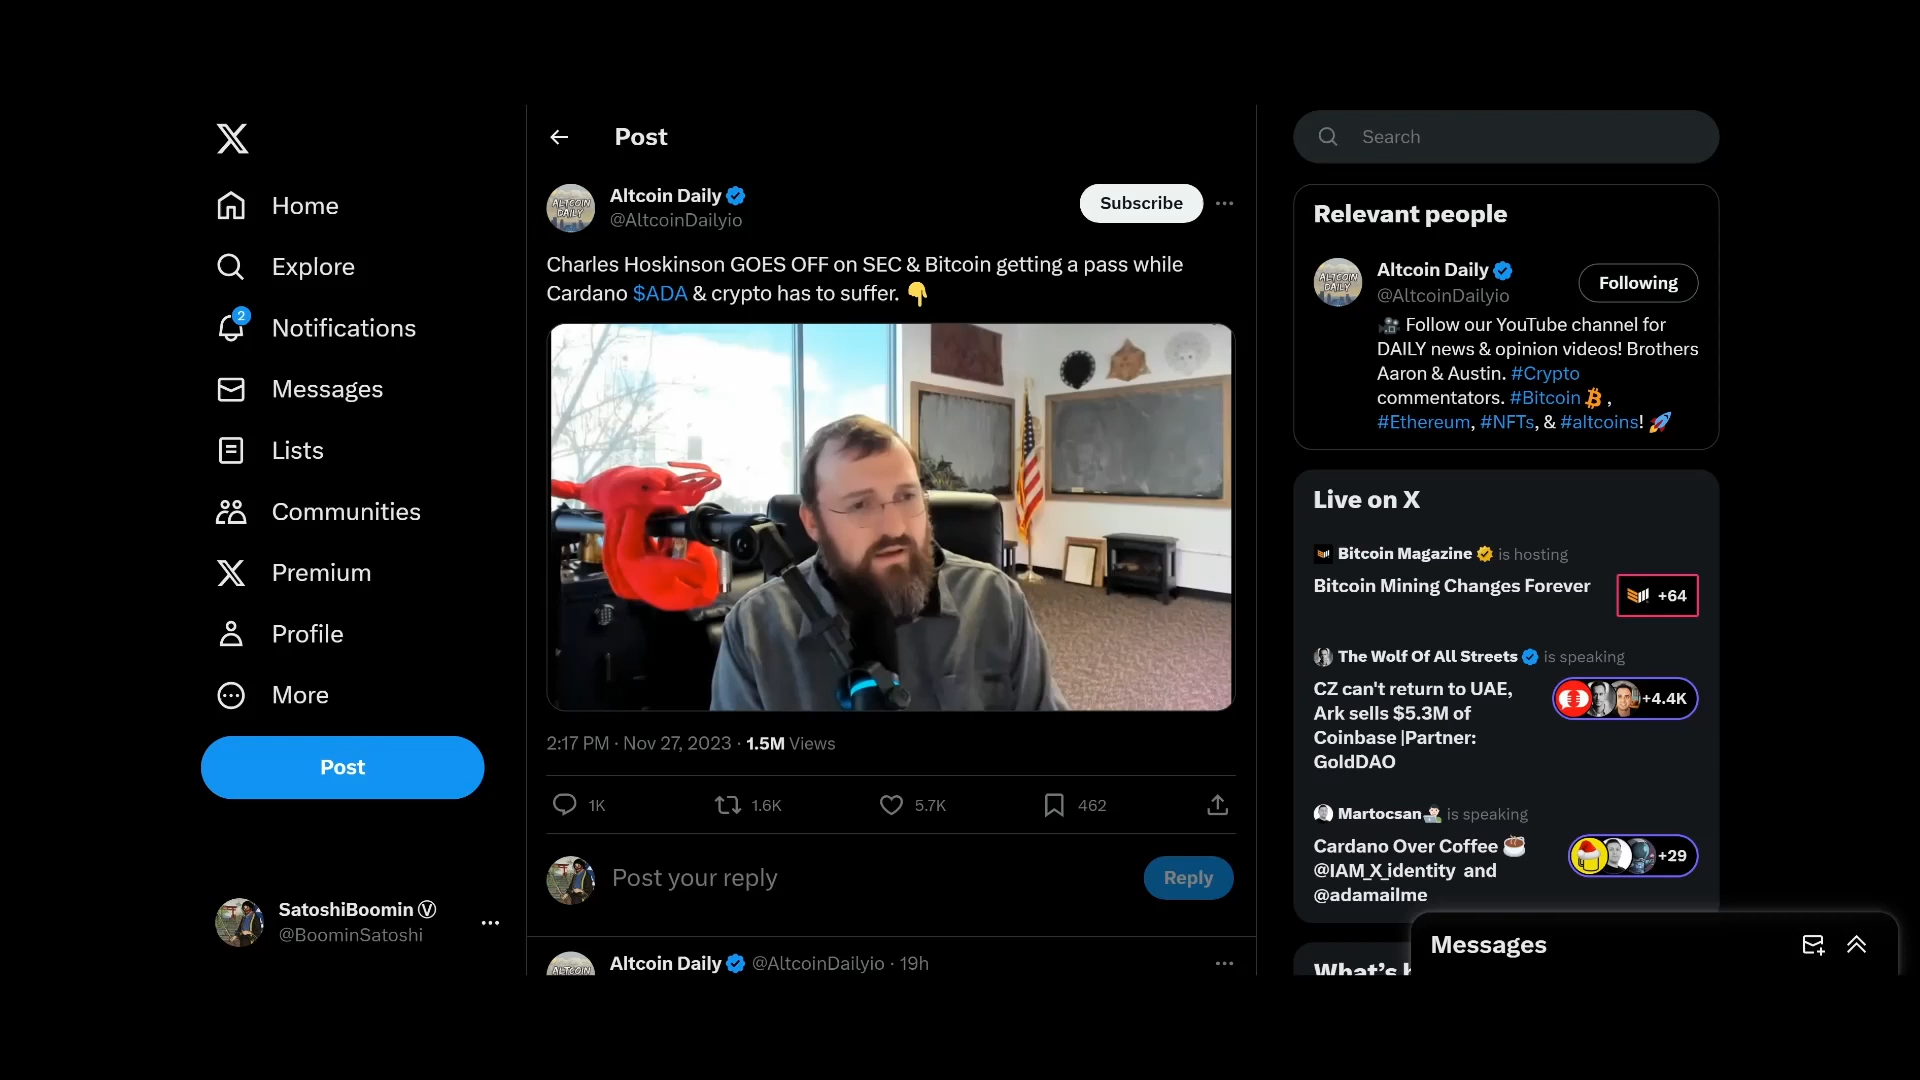 Home
Explore
2
Notifications
Messages
Lists
Communities
Premium
Profile
More
Post
SatoshiBoomin
@BoominSatoshi
Post
ALTCOIN
DAILY
Altcoin Daily
@AltcoinDailyio
Subscribe
Charles Hoskinson GOES OFF on SEC & Bitcoin getting a pass while
Cardano $ADA & crypto has to suffer. 👇
2:17 PM · Nov 27, 2023 · 1.5M Views
1K
1.6K
5.7K
462
Post your reply
Reply
ALTCOIN
Altcoin Daily @AltcoinDailyio · 19h
Search
Relevant people
ALTCOIN
DAILY
Altcoin Daily
@AltcoinDailyio
Following
🎥 Follow our YouTube channel for
DAILY news & opinion videos! Brothers
Aaron & Austin. #Crypto
commentators. #Bitcoin ,
#Ethereum, #NFTs, & #altcoins! 🚀
Live on X
Bitcoin Magazine is hosting
Bitcoin Mining Changes Forever
+64
The Wolf Of All Streets is speaking
CZ can't return to UAE,
Ark sells $5.3M of
Coinbase |Partner:
GoldDAO
+4.4K
Martocsan is speaking
Cardano Over Coffee ☕
@IAM_X_identity and
@adamailme
+29
What's
Messages